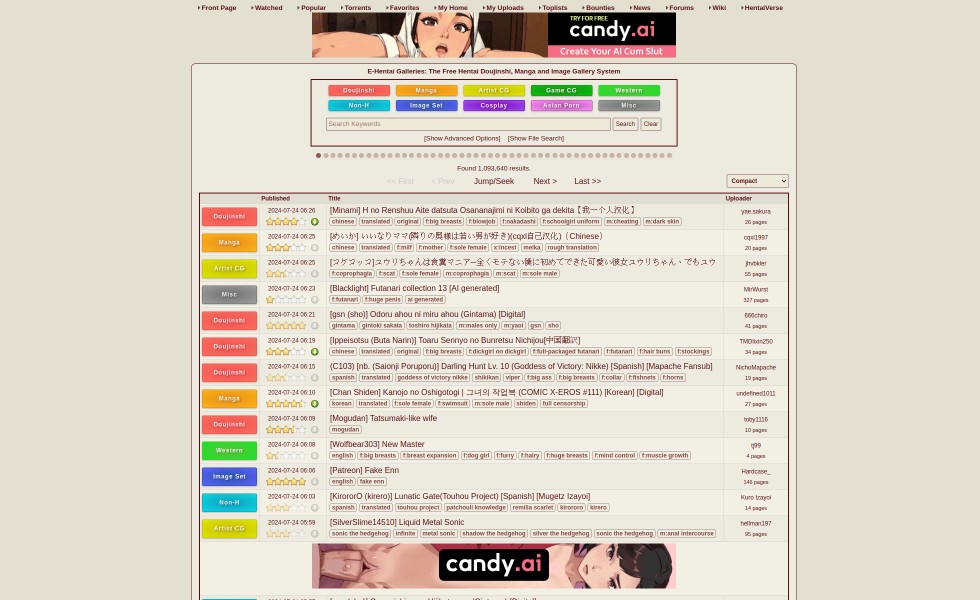 Front Page Watched Popular Torrents Favorites My Home My Uploads Toplists Bounties News Forums Wiki HentaiVerse
TRY FOR FREE
candy.ai
Create Your AI Cum Slut
E-Hentai Galleries: The Free Hentai Doujinshi, Manga and Image Gallery System
Doujinshi Manga Artist CG Game CG Western
Non-H Image Set Cosplay Asian Porn Misc
Search Keywords Search Clear
[Show Advanced Options] [Show File Search]
Found 1,093,640 results.
<< First < Prev Jump/Seek Next > Last >>
Compact
Published Title Uploader
Doujinshi 2024-07-24 06:26 [Minami] H no Renshuu Aite datsuta Osananajimi ni Koibito ga dekita【我一个人汉化】 yae.sakura
chinese translated original f:big breasts f:blowjob f:nakadashi f:schoolgirl uniform m:cheating m:dark skin 26 pages
Manga 2024-07-24 06:25 [めいか] いいなりママ(隣りの奥様は若い男が好き)(cqxl自己汉化)（Chinese） cqxl1997
chinese translated f:milf f:mother f:sole female x:incest meika rough translation 20 pages
Artist CG 2024-07-24 06:25 [コゲコッコ]ユウリちゃんは食糞マニアー全くモテない僕に初めてできた可愛い彼女ユウリちゃん、でもユウ jhvbkler
f:coprophagia f:scat f:sole female m:coprophagia m:scat m:sole male 55 pages
Misc 2024-07-24 06:23 [Blacklight] Futanari collection 13 [AI generated] MirWurst
f:futanari f:huge penis ai generated 327 pages
Doujinshi 2024-07-24 06:21 [gsn (sho)] Odoru ahou ni miru ahou (Gintama) [Digital] 666chiro
gintama gintoki sakata toshiro hijikata m:males only m:yaoi gsn sho 41 pages
Doujinshi 2024-07-24 06:19 [Ippeisotsu (Buta Narin)] Toaru Sennyo no Bunretsu Nichijou[中国翻訳]
chinese translated original f:big breasts f:dickgirl on dickgirl f:full-packaged futanari f:futanari f:hair buns f:stockings 34 pages
Doujinshi 2024-07-24 06:15 (C103) [nb. (Saionji Poruporu)] Darling Hunt Lv. 10 (Goddess of Victory: Nikke) [Spanish] [Mapache Fansub] NichoMapache
spanish translated goddess of victory nikke shikikan viper f:big ass f:big breasts f:collar f:fishnets f:horns 19 pages
Manga 2024-07-24 06:10 [Chan Shiden] Kanojo no Oshigotogi | 그녀의 작업복 (COMIC X-EROS #111) [Korean] [Digital] undefined1011
korean translated f:sole female f:swimsuit m:sole male shiden full censorship 27 pages
Doujinshi 2024-07-24 06:09 [Mogudan] Tatsumaki-like wife toby1116
mogudan 10 pages
Western 2024-07-24 06:08 [Wolfbear303] New Master tj99
english f:big breasts f:breast expansion f:dog girl f:furry f:hairy f:huge breasts f:mind control f:muscle growth 4 pages
Image Set 2024-07-24 06:06 [Patreon] Fake Enn Hardcase_
english fake enn 146 pages
Non-H 2024-07-24 06:03 [KirororO (kirero)] Lunatic Gate(Touhou Project) [Spanish] [Mugetz Izayoi] Kuro Izayoi
spanish translated touhou project patchouli knowledge remilia scarlet kirororo kirero 14 pages
Artist CG 2024-07-24 05:59 [SilverSlime14510] Liquid Metal Sonic hellman197
sonic the hedgehog infinite metal sonic shadow the hedgehog silver the hedgehog sonic the hedgehog m:anal intercourse 95 pages
candy.ai